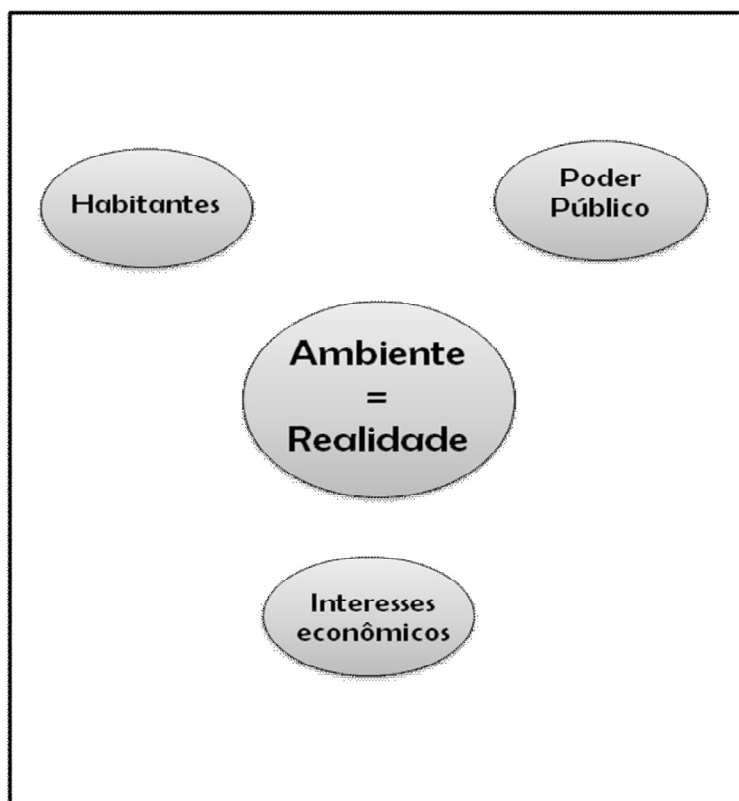 Habitantes
Poder
Público
Ambiente
=
Realidade
Interesses
econômicos